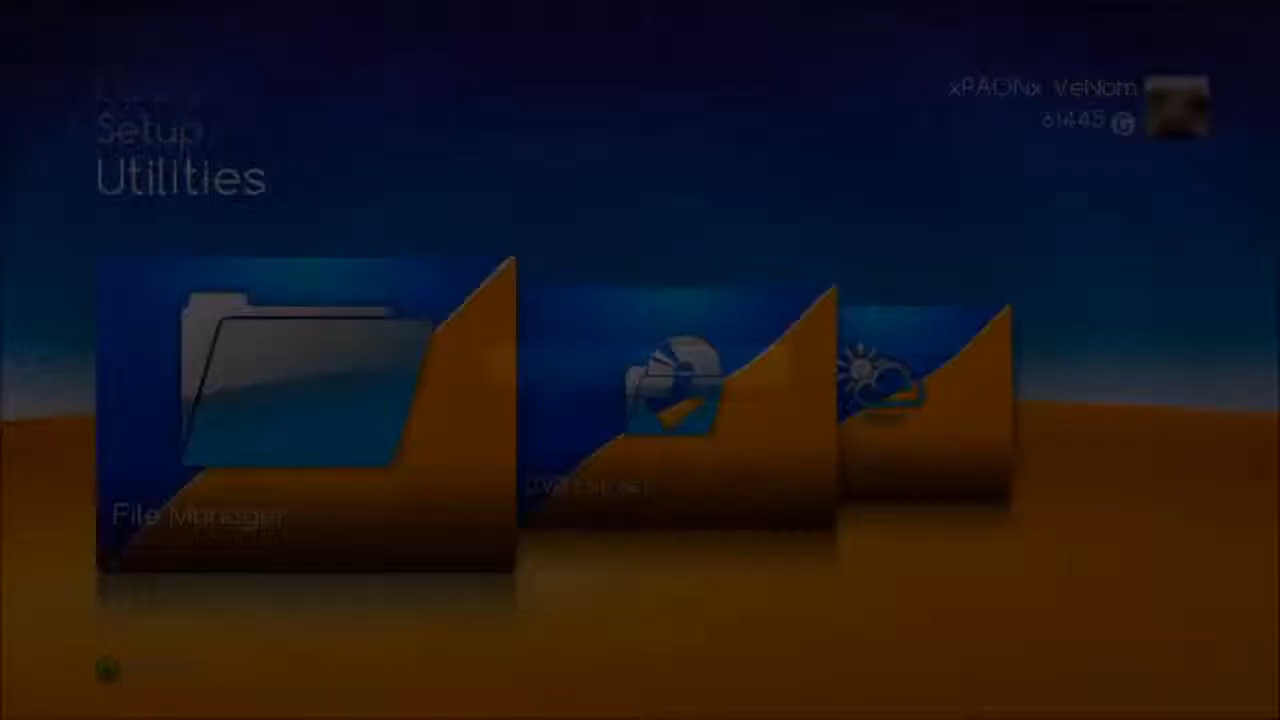 Setup
Utilities
xPAONx VeNom
61445 G
File Manager